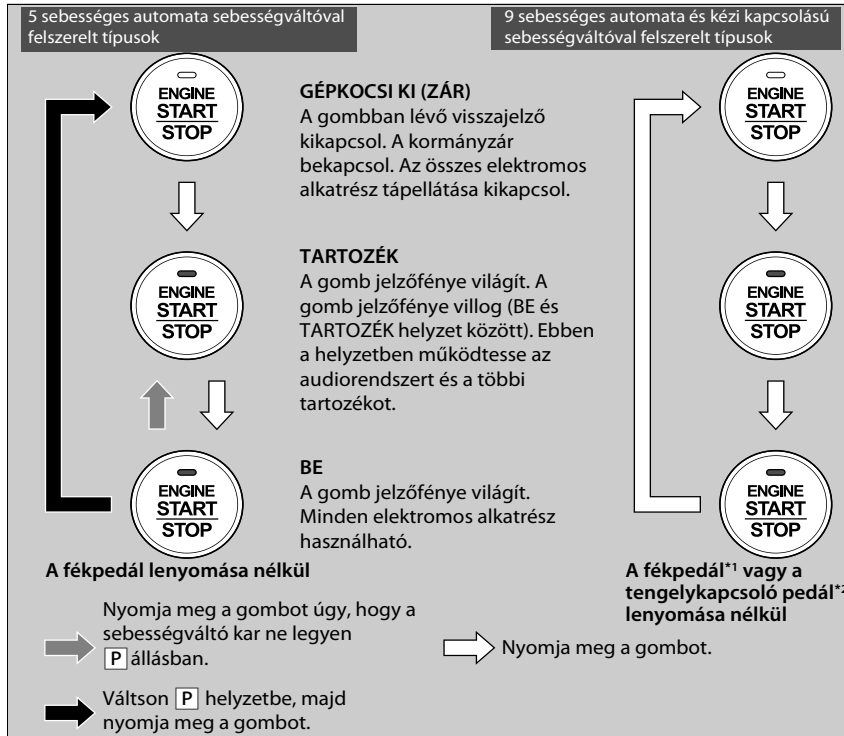 5 sebességes automata sebességváltóval
felszerelt típusok
9 sebességes automata és kézi kapcsolású
sebességváltóval felszerelt típusok
ENGINE
START
STOP
GÉPKOCSI KI (ZÁR)
A gombban lévő visszajelző
kikapcsol. A kormányzár
bekapcsol. Az összes elektromos
alkatrész tápellátása kikapcsol.
ENGINE
START
STOP
ENGINE
START
STOP
TARTOZÉK
A gomb jelzőfénye világít. A
gomb jelzőfénye villog (BE és
TARTOZÉK helyzet között). Ebben
a helyzetben működtesse az
audiorendszert és a többi
tartozékot.
ENGINE
START
STOP
ENGINE
START
STOP
BE
A gomb jelzőfénye világít.
Minden elektromos alkatrész
használható.
ENGINE
START
STOP
A fékpedál lenyomása nélkül
A fékpedál*1 vagy a
tengelykapcsoló pedál*2
lenyomása nélkül
Nyomja meg a gombot úgy, hogy a
sebességváltó kar ne legyen
P állásban.
Nyomja meg a gombot.
Váltson P helyzetbe, majd
nyomja meg a gombot.